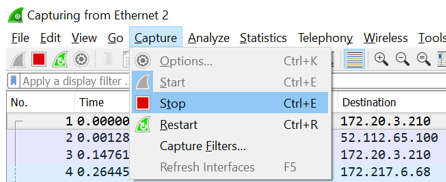 Capturing from Ethernet 2
File Edit View Go Capture Analyze Statistics Telephony Wireless Tools
Options... Ctrl+K
Apply a display filter ...
Start Ctrl+E
No. Time Stop Ctrl+E Destination
1 0.00000 Restart Ctrl+R 172.20.3.210
2 0.00128 Capture Filters... 52.112.65.100
3 0.14761 172.20.3.210
4 0.26445 Refresh Interfaces F5 172.217.6.68